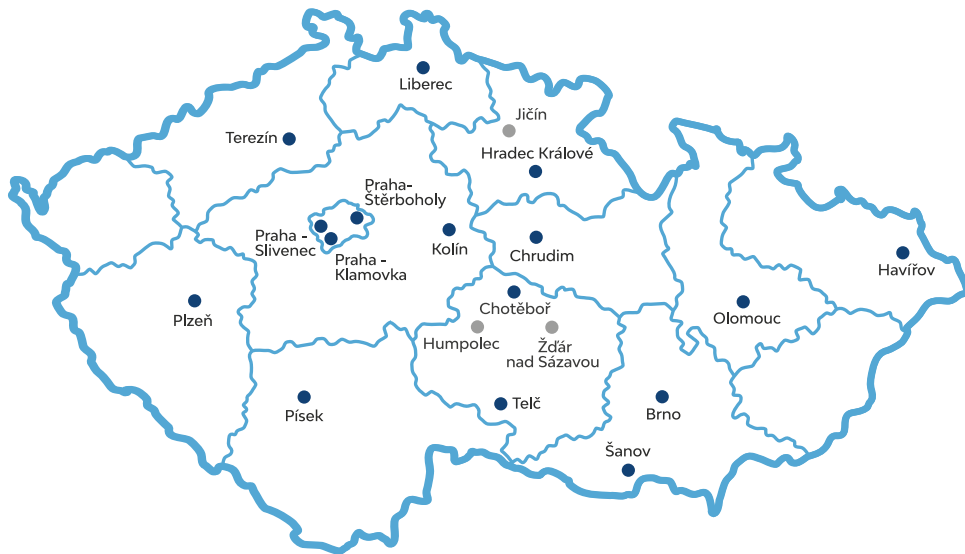 Liberec
Jičín
Terezín
Hradec Králové
Praha-
Štěrboholy
Praha -
Slivenec
Praha -
Klamovka
Kolín
Chrudim
Havířov
Plzeň
Chotěboř
Olomouc
Humpolec
Žďár
nad Sázavou
Písek
Telč
Brno
Šanov